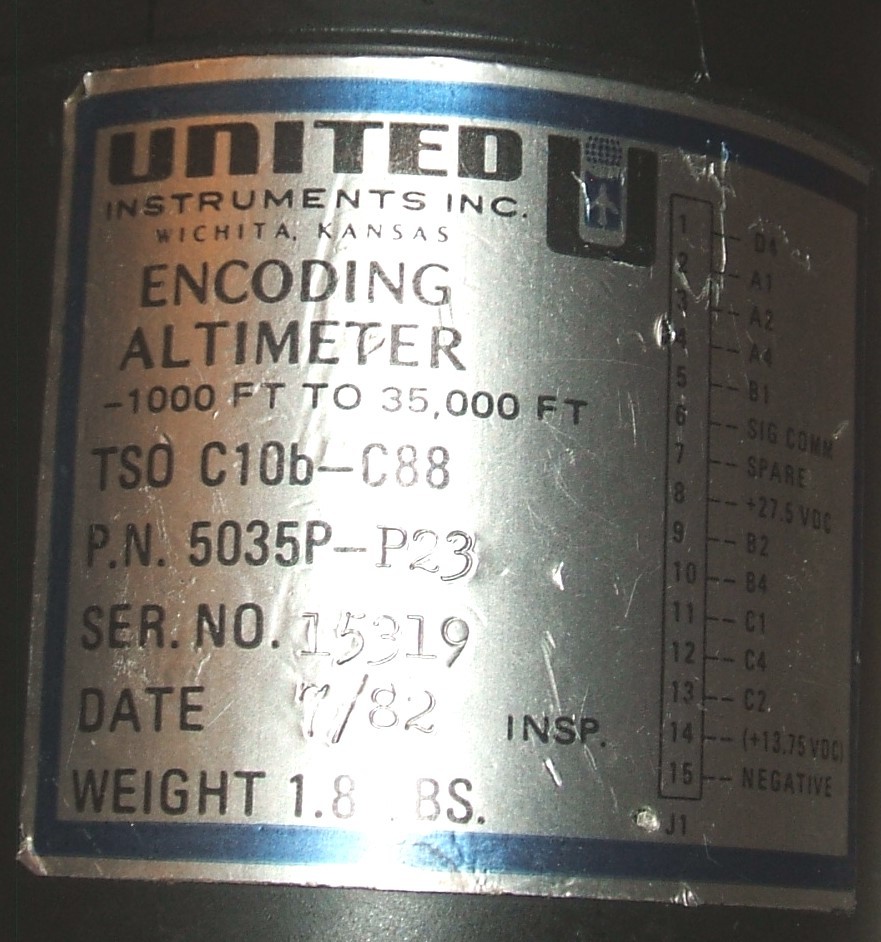 UNITED
INSTRUMENTS INC.
WICHITA, KANSAS
ENCODING
ALTIMETER
-1000 FT TO 35,000 FT
TSO C10b-C88
P.N. 5035P-P23
SER. NO. 15319
DATE 7/82 INSP.
WEIGHT 1.8 LBS.
U
1 D4
2 A1
3 A2
4 A4
5 B1
6 SIG COMM
7 SPARE
8 +27.5 VDC
9 B2
10 B4
11 C1
12 C4
13 C2
14 (+13.75 VDC)
15 NEGATIVE
J1